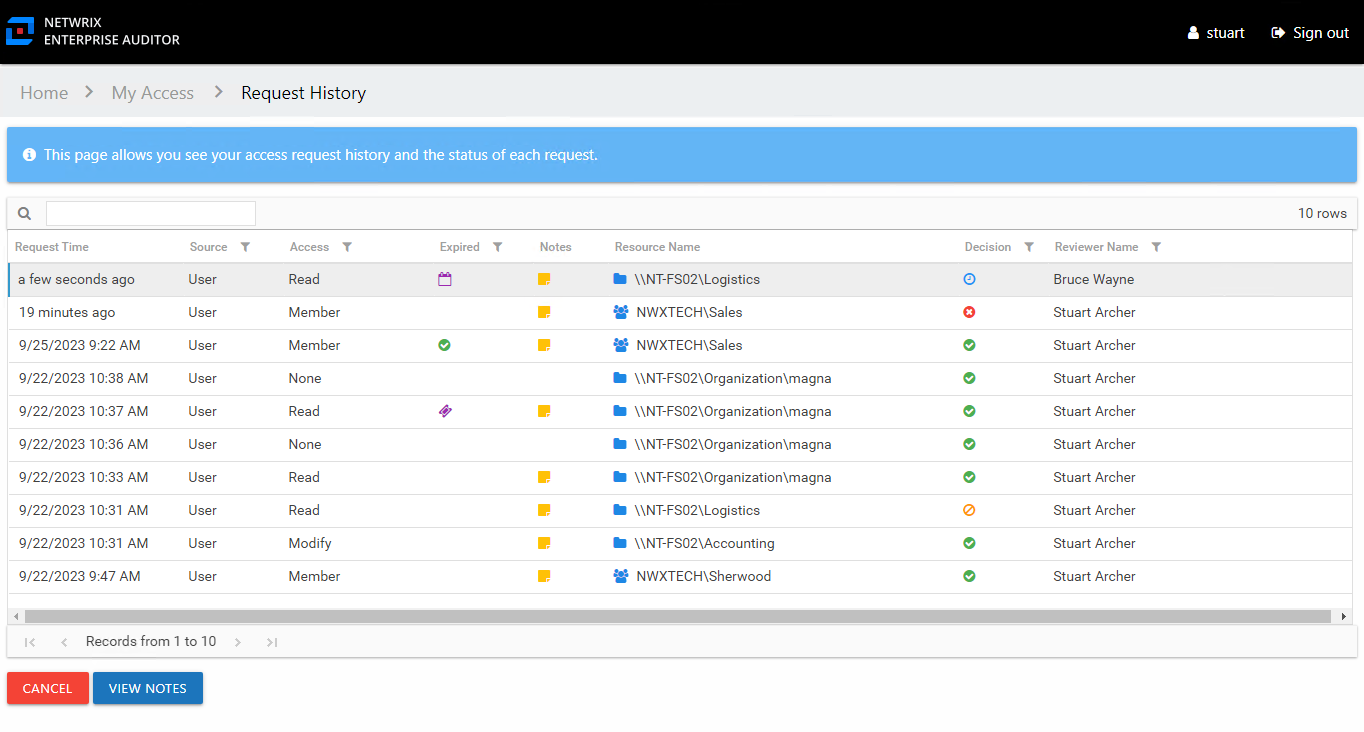 NETWRIX
ENTERPRISE AUDITOR
stuart Sign out
Home My Access Request History
This page allows you see your access request history and the status of each request.
10 rows
Request Time Source Access Expired Notes Resource Name Decision Reviewer Name
a few seconds ago User Read \\NT-FS02\Logistics Bruce Wayne
19 minutes ago User Member NWXTECH\Sales Stuart Archer
9/25/2023 9:22 AM User Member NWXTECH\Sales Stuart Archer
9/22/2023 10:38 AM User None \\NT-FS02\Organization\magna Stuart Archer
9/22/2023 10:37 AM User Read \\NT-FS02\Organization\magna Stuart Archer
9/22/2023 10:36 AM User None \\NT-FS02\Organization\magna Stuart Archer
9/22/2023 10:33 AM User Read \\NT-FS02\Organization\magna Stuart Archer
9/22/2023 10:31 AM User Read \\NT-FS02\Logistics Stuart Archer
9/22/2023 10:31 AM User Modify \\NT-FS02\Accounting Stuart Archer
9/22/2023 9:47 AM User Member NWXTECH\Sherwood Stuart Archer
Records from 1 to 10
CANCEL VIEW NOTES